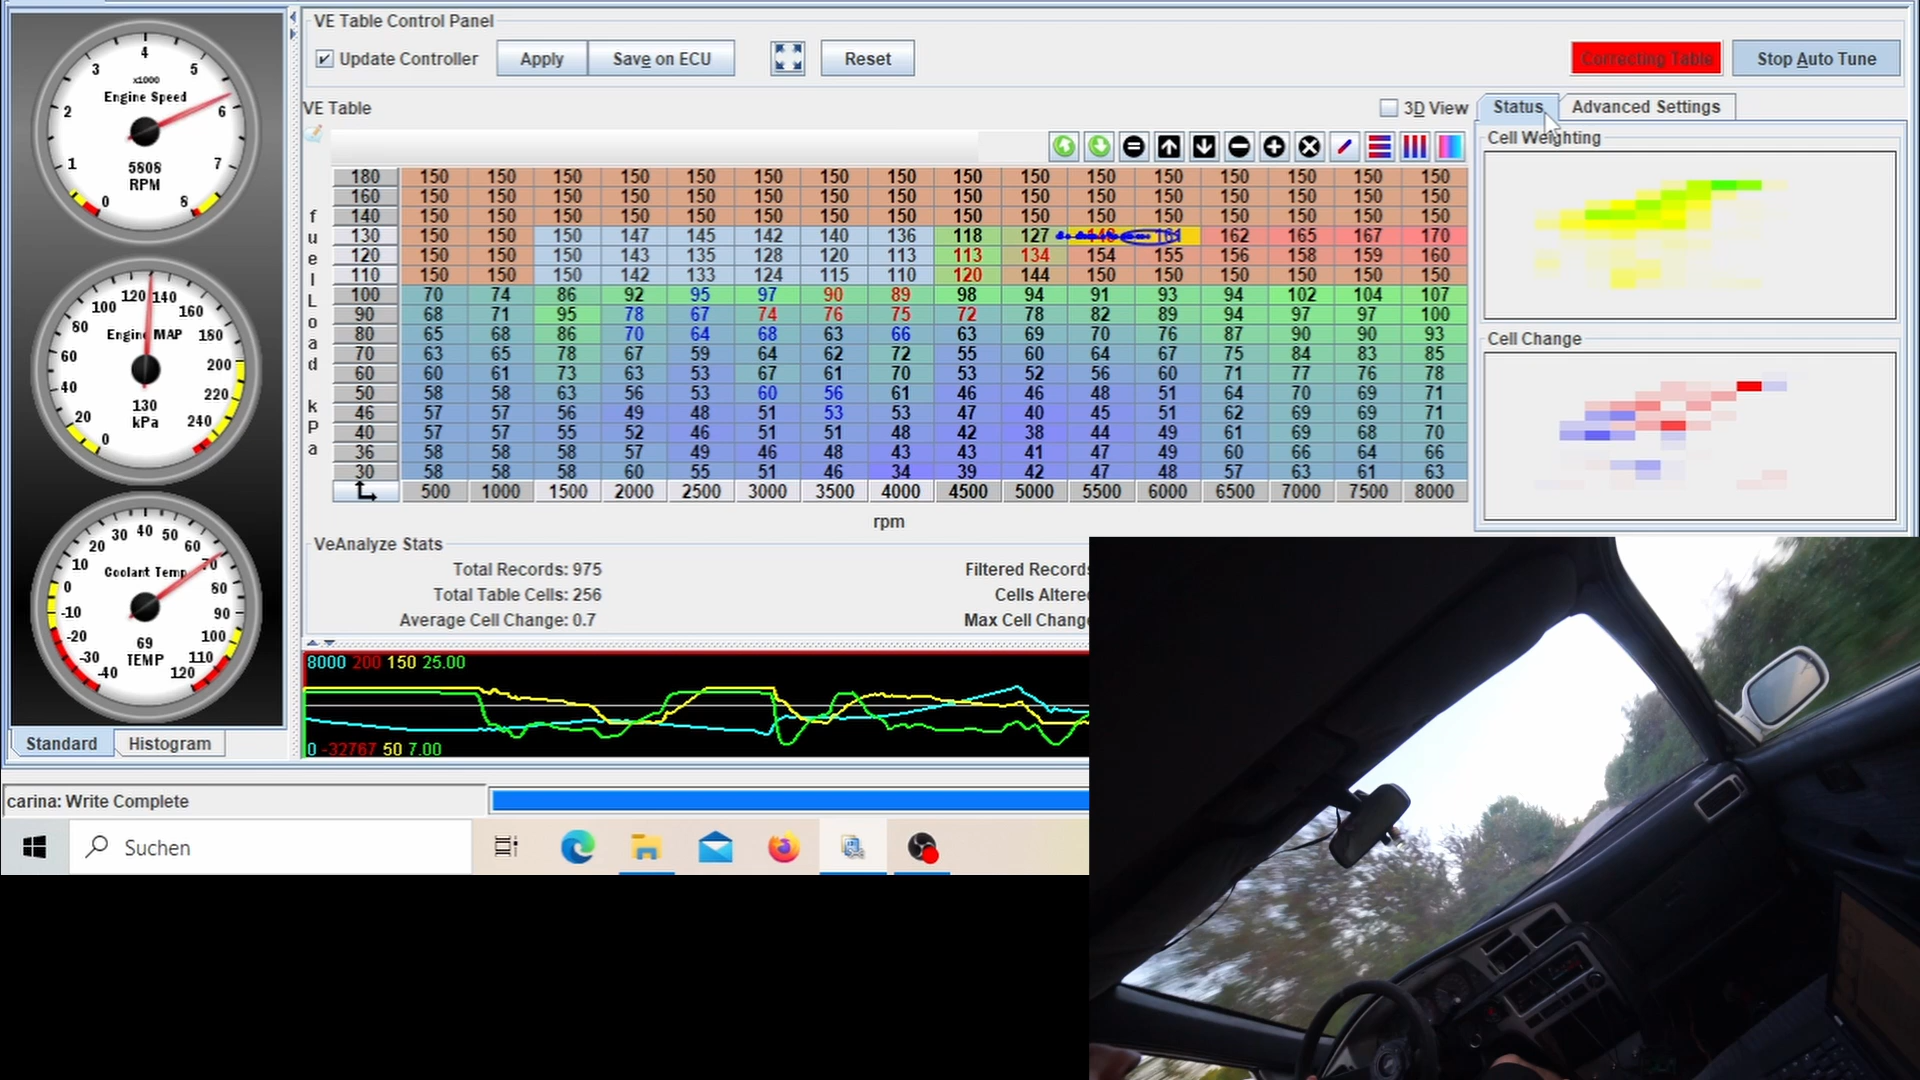 VE Table Control Panel
Update Controller Apply Save on ECU Reset Correcting Table Stop Auto Tune
VE Table 3D View Status Advanced Settings
Cell Weighting
Cell Change
fuelLoad kPa
180 150 150 150 150 150 150 150 150 150 150 150 150 150 150 150 150
160 150 150 150 150 150 150 150 150 150 150 150 150 150 150 150 150
140 150 150 150 150 150 150 150 150 150 150 150 150 150 150 150 150
130 150 150 150 147 145 142 140 136 118 127 162 165 167 170
120 150 150 150 143 135 128 120 113 113 134 154 155 156 158 159 160
110 150 150 150 142 133 124 115 110 120 144 150 150 150 150 150 150
100 70 74 86 92 95 97 90 89 98 94 91 93 94 102 104 107
90 68 71 95 78 67 74 76 75 72 78 82 89 94 97 97 100
80 65 68 86 70 64 68 63 66 63 69 70 76 87 90 90 93
70 63 65 78 67 59 64 62 72 55 60 64 67 75 84 83 85
60 60 61 73 63 53 67 61 70 53 52 56 60 71 77 76 78
50 58 58 63 56 53 60 56 61 46 46 48 51 64 70 69 71
46 57 57 56 49 48 51 53 53 47 40 45 51 62 69 69 71
40 57 57 55 52 46 51 51 48 42 38 44 49 61 69 68 70
36 58 58 58 57 49 46 48 43 43 41 47 49 60 66 64 66
30 58 58 58 60 55 51 46 34 39 42 47 48 57 63 61 63
500 1000 1500 2000 2500 3000 3500 4000 4500 5000 5500 6000 6500 7000 7500 8000
rpm
0 1 2 3 4 5 6 7 8
x1000
Engine Speed
5808
RPM
0 20 40 60 80 100 120 140 160 180 200 220 240
Engine MAP
130
kPa
-40 -30 -20 -10 0 10 20 30 40 50 60 70 80 90 100 110 120
Coolant Temp
69
TEMP
Standard Histogram
VeAnalyze Stats
Total Records: 975 Filtered Records
Total Table Cells: 256 Cells Altere
Average Cell Change: 0.7 Max Cell Chang
8000 200 150 25.00
0 -32767 50 7.00
carina: Write Complete
Suchen